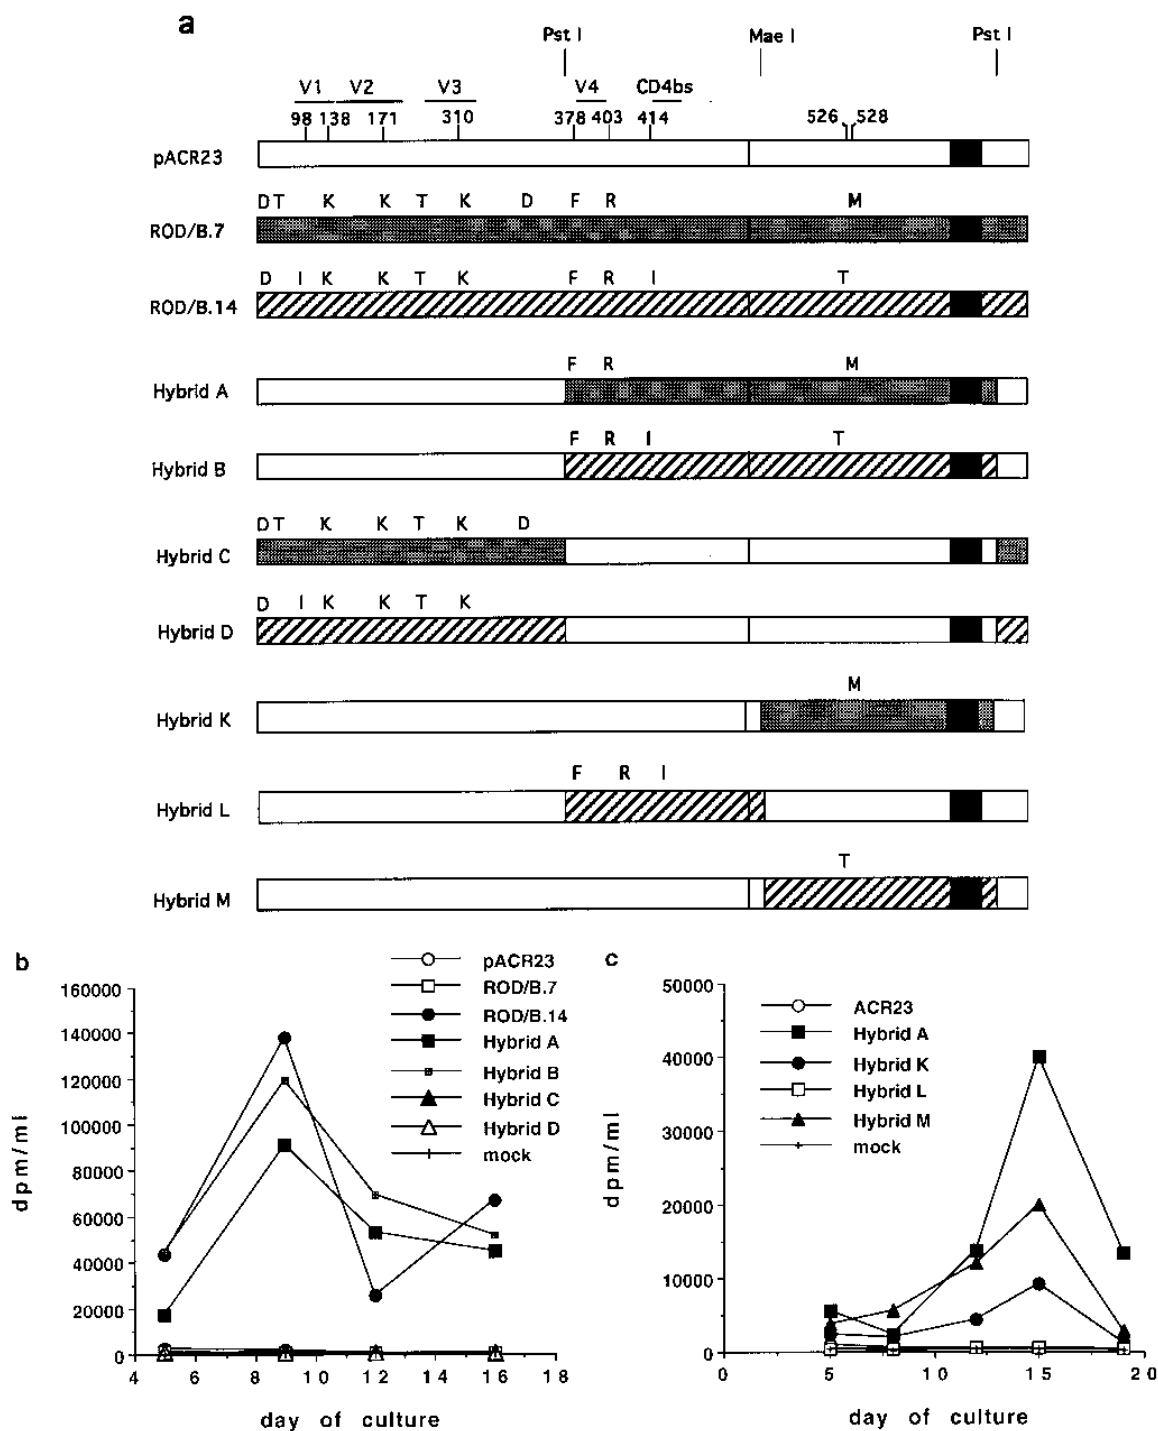 a
Pst I Mae I Pst I
V1 V2 V3 V4 CD4bs
98 138 171 310 378 403 414 526 528
pACR23
D T K K T K D F R M
ROD/B.7
D I K K T K F R I T
ROD/B.14
F R M
Hybrid A
F R I T
Hybrid B
D T K K T K D
Hybrid C
D I K K T K
Hybrid D
M
Hybrid K
F R I
Hybrid L
T
Hybrid M
b
pACR23
ROD/B.7
ROD/B.14
Hybrid A
Hybrid B
Hybrid C
Hybrid D
mock
160000
140000
120000
100000
80000
60000
40000
20000
0
dpm/ml
4 6 8 10 12 14 16 18
day of culture
c
ACR23
Hybrid A
Hybrid K
Hybrid L
Hybrid M
mock
50000
40000
30000
20000
10000
0
dpm/ml
0 5 10 15 20
day of culture